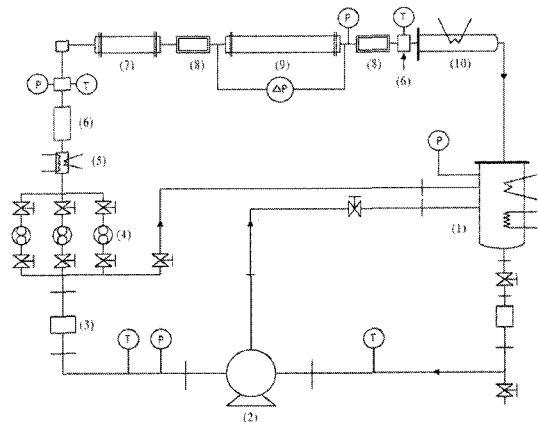 P T
(7) (8) (9) (8) (6) (10)
ΔP
P T
(6)
P
(5)
(4)
(1)
(3)
T P T
(2)